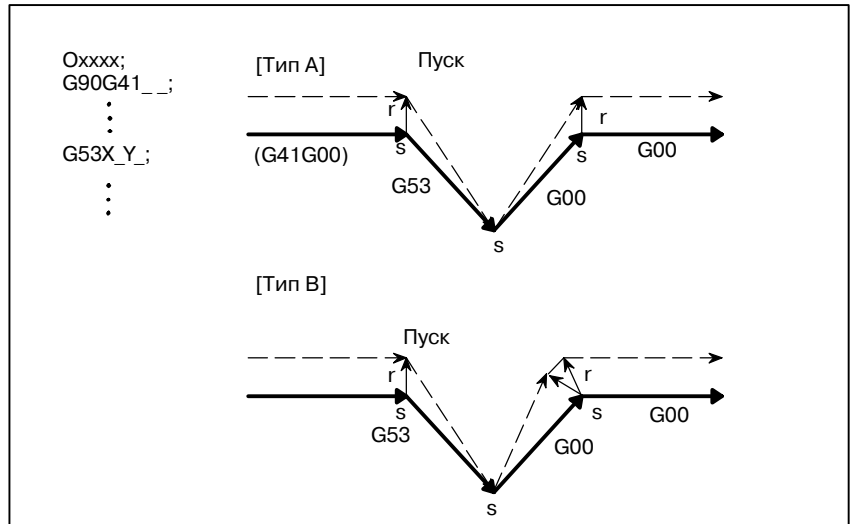 Oxxxx;
G90G41_ _;
G53X_Y_;
[Тип A]
Пуск
r
r
s
s
(G41G00)
G00
G53
G00
s
[Тип B]
Пуск
r
r
s
s
G00
G53
G00
s